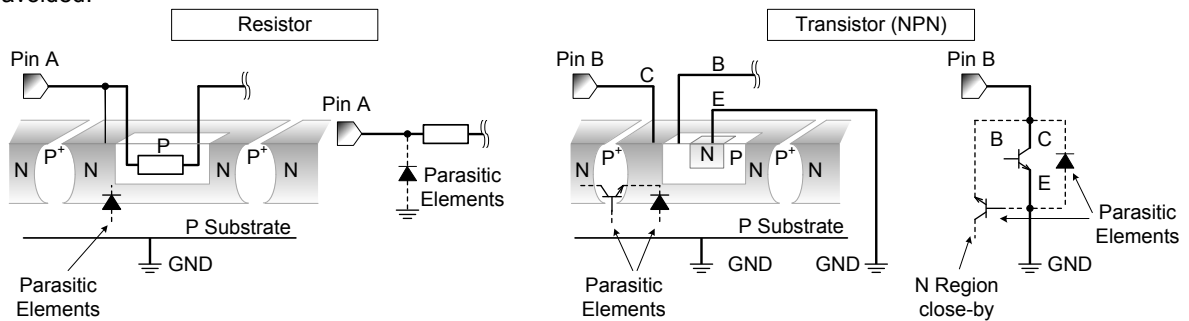 Resistor
Transistor (NPN)
Pin A
Pin A
N
P+
N
P
P+
N
N
Parasitic
Elements
P Substrate
GND
Parasitic
Elements
Pin B
C
B
E
N
P+
N
N
P
P+
N
N
P Substrate
GND
GND
Parasitic
Elements
Pin B
B
C
E
Parasitic
Elements
GND
N Region
close-by